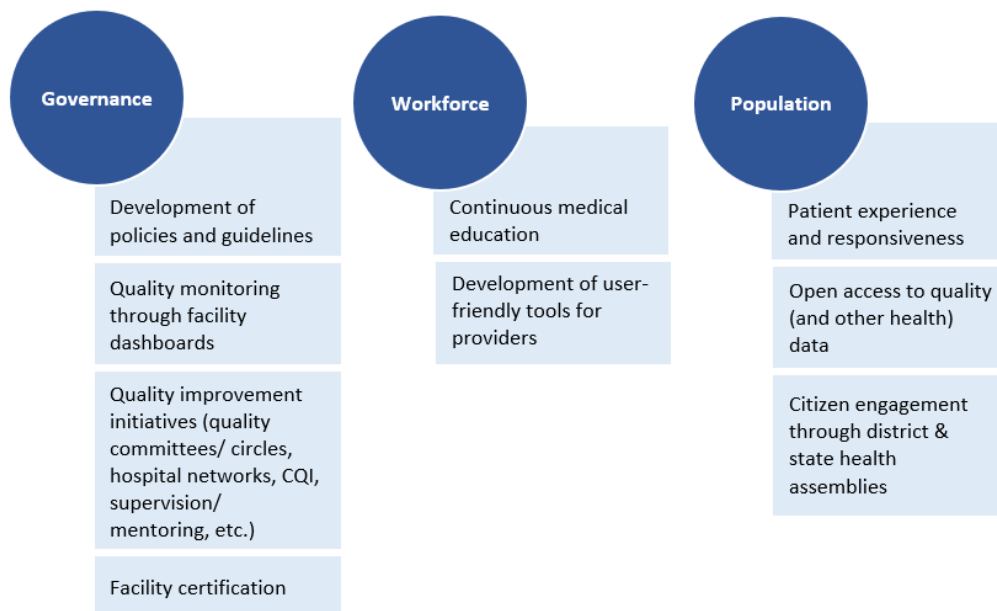 Governance
Development of
policies and guidelines
Quality monitoring
through facility
dashboards
Quality improvement
initiatives (quality
committees/ circles,
hospital networks, CQI,
supervision/
mentoring, etc.)
Facility certification
Workforce
Continuous medical
education
Development of user-
friendly tools for
providers
Population
Patient experience
and responsiveness
Open access to quality
(and other health)
data
Citizen engagement
through district &
state health
assemblies